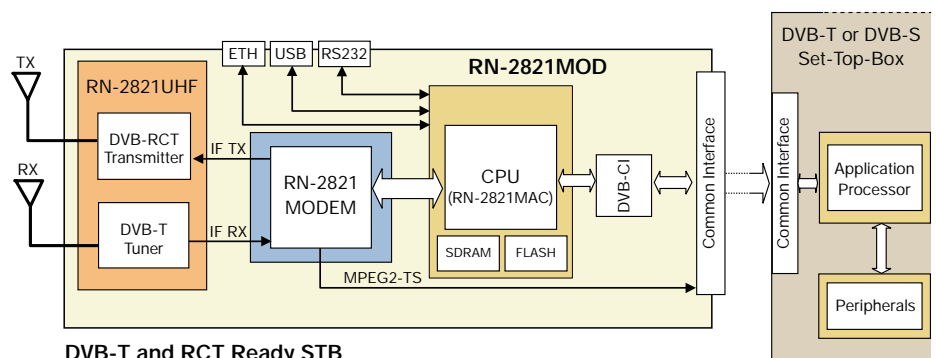 DVB-T or DVB-S
Set-Top-Box
ETH
USB
RS232
RN-2821MOD
TX
RN-2821UHF
DVB-RCT
Transmitter
IF TX
RX
DVB-T
Tuner
IF RX
RN-2821
MODEM
CPU
(RN-2821MAC)
SDRAM
FLASH
DVB-CI
Common Interface
Common Interface
Application
Processor
MPEG2-TS
Peripherals
DVB-T and RCT Ready STB